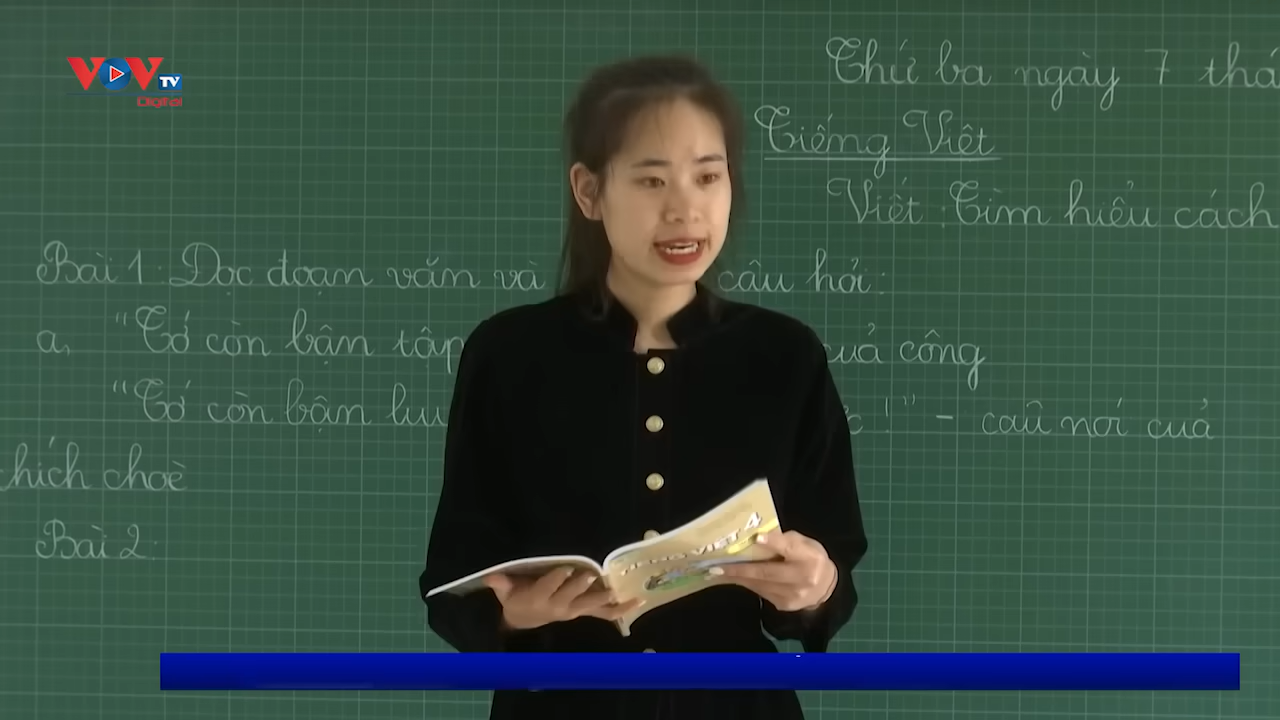 VOV TV
Digital
Thứ ba ngày 7 thá
Tiếng Việt
Viết : Tìm hiểu cách
Bài 1: Đọc đoạn văn và câu hỏi :
a, "Tớ còn bận tập của công
"Tớ còn bận lưu !" - câu nói của
chích choè
Bài 2:
TIẾNG VIỆT 4